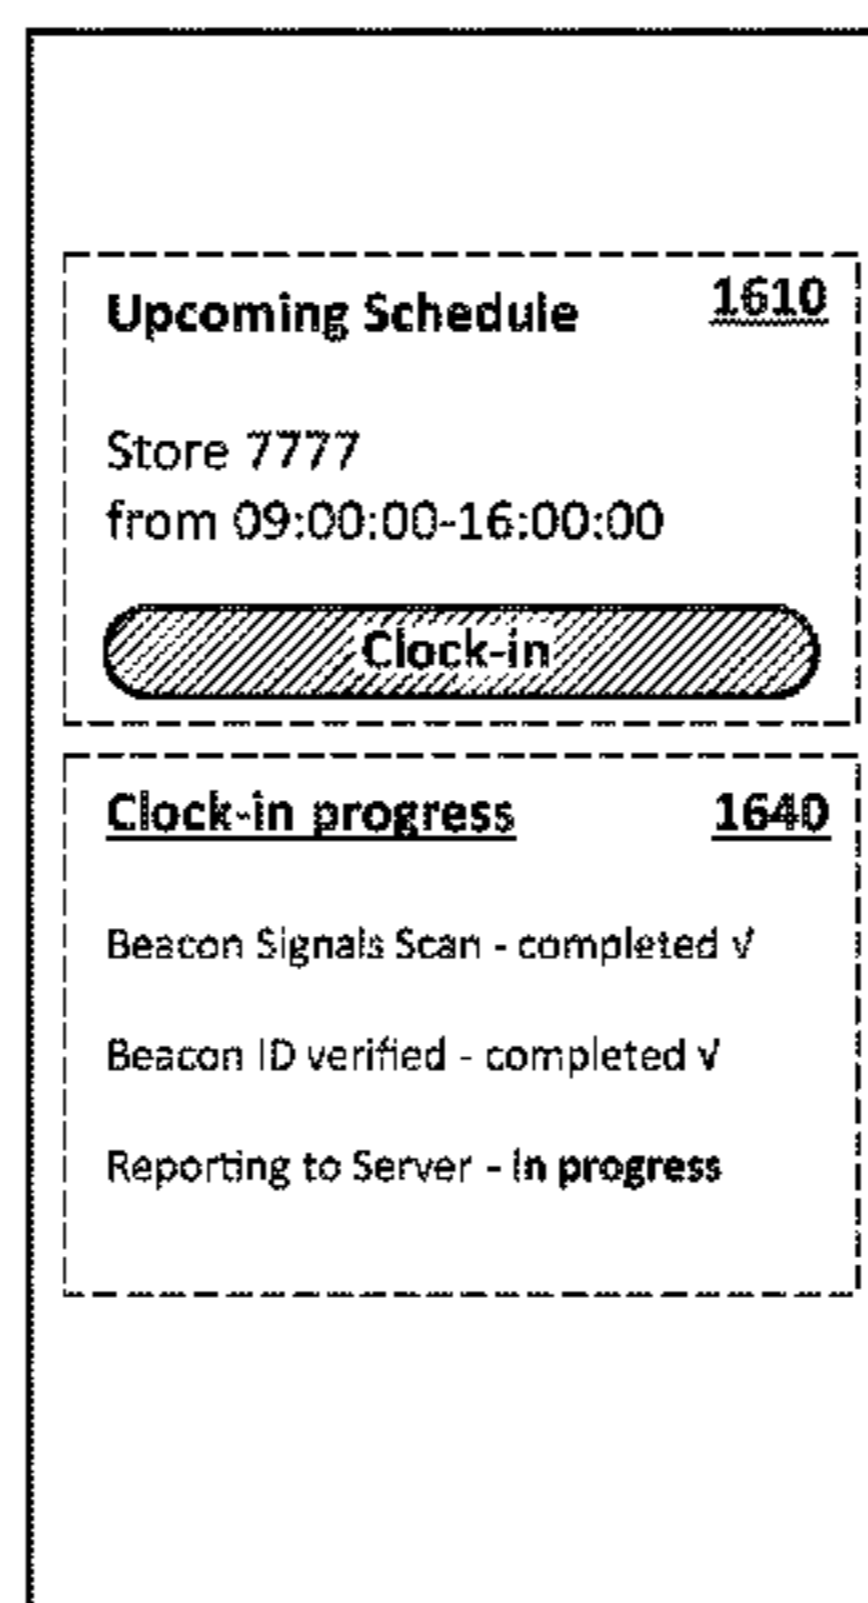 Upcoming Schedule 1610
Store 7777
from 09:00:00-16:00:00
Clock-in
Clock-in progress 1640
Beacon Signals Scan - completed √
Beacon ID verified - completed √
Reporting to Server - In progress